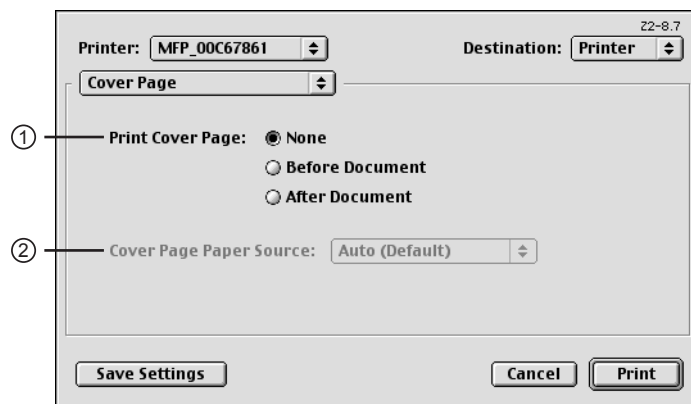 Z2-8.7
Printer: MFP_00C67861 Destination: Printer
Cover Page
1 Print Cover Page: None
Before Document
After Document
2 Cover Page Paper Source: Auto (Default)
Save Settings Cancel Print